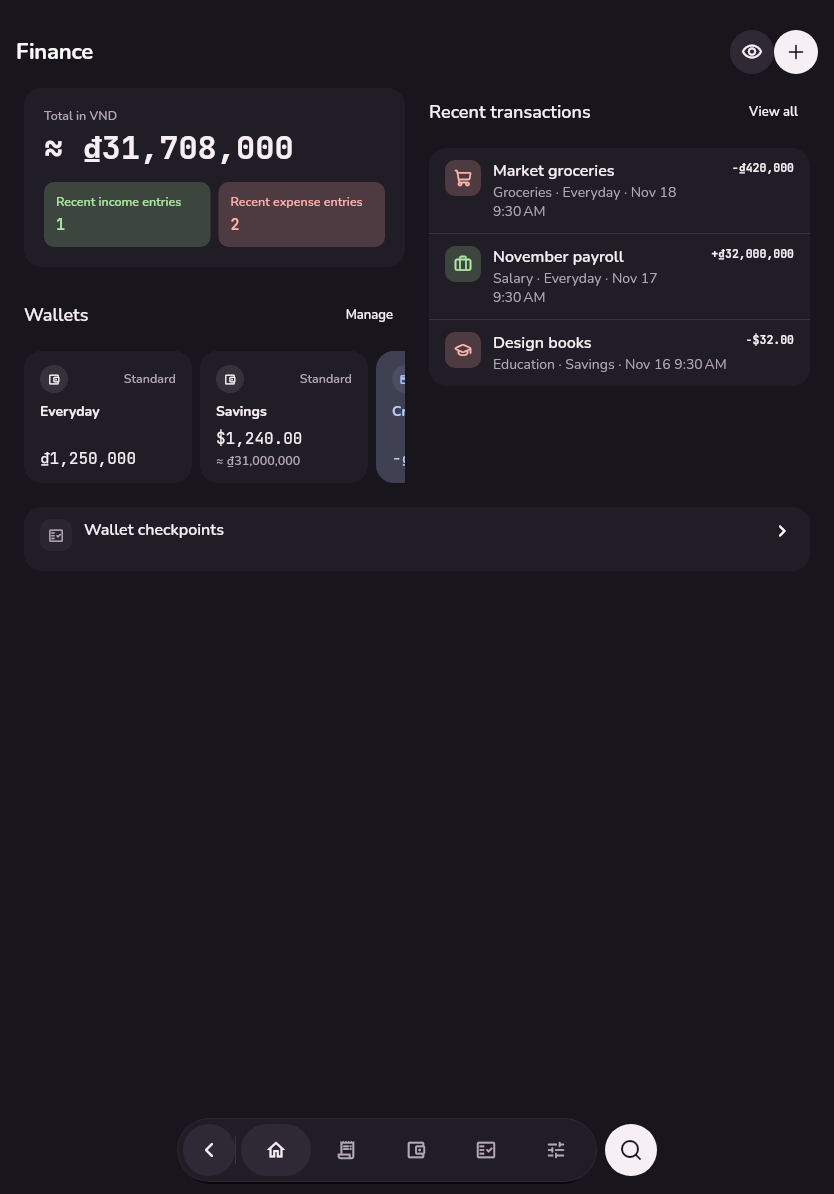 Finance
Total in VND
≈ ₫31,708,000
Recent income entries
1
Recent expense entries
2
Wallets
Manage
Standard
Everyday
₫1,250,000
Standard
Savings
$1,240.00
≈ ₫31,000,000
Recent transactions
View all
Market groceries
-₫420,000
Groceries · Everyday · Nov 18
9:30 AM
November payroll
+₫32,000,000
Salary · Everyday · Nov 17
9:30 AM
Design books
-$32.00
Education · Savings · Nov 16 9:30 AM
Wallet checkpoints